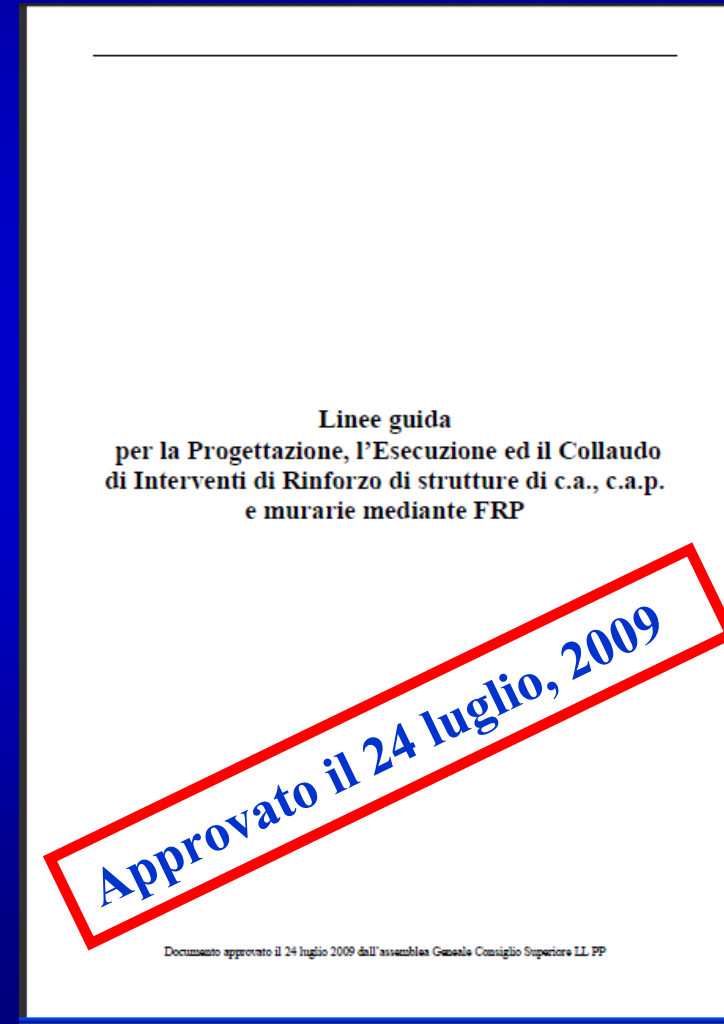 Linee guida
per la Progettazione, l’Esecuzione ed il Collaudo
di Interventi di Rinforzo di strutture di c.a., c.a.p.
e murarie mediante FRP
Approvato il 24 luglio, 2009
Documento approvato il 24 luglio 2009 dall’assemblea Geneale Consiglio Superiore LL PP